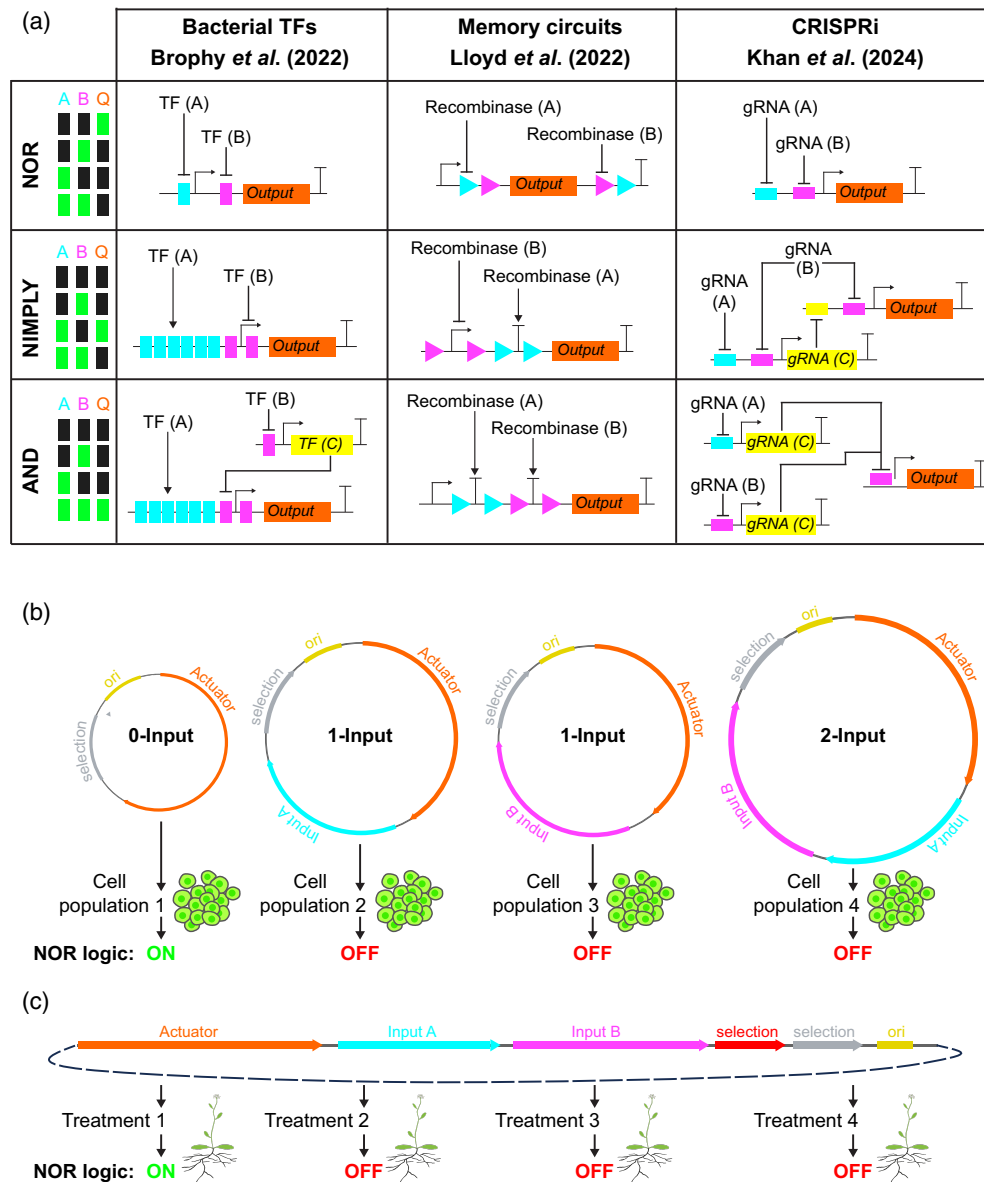 (a)
Bacterial TFs
Brophy et al. (2022)
Memory circuits
Lloyd et al. (2022)
CRISPRi
Khan et al. (2024)
NOR
A B Q
TF (A)
TF (B)
Output
Recombinase (A)
Recombinase (B)
Output
gRNA (A)
gRNA (B)
Output
NIMPLY
A B Q
TF (A)
TF (B)
Output
Recombinase (B)
Recombinase (A)
Output
gRNA
(B)
gRNA
(A)
Output
gRNA (C)
AND
A B Q
TF (B)
TF (A)
TF (C)
Output
Recombinase (A)
Recombinase (B)
Output
gRNA (A)
gRNA (C)
Output
gRNA (B)
gRNA (C)
(b)
ori
Actuator
selection
0-Input
Cell
population 1
ori
Actuator
selection
Input A
1-Input
Cell
population 2
ori
Actuator
selection
Input B
1-Input
Cell
population 3
ori
Actuator
selection
Input B
Input A
2-Input
Cell
population 4
NOR logic: ON OFF OFF OFF
(c)
Actuator Input A Input B selection selection ori
Treatment 1 Treatment 2 Treatment 3 Treatment 4
NOR logic: ON OFF OFF OFF